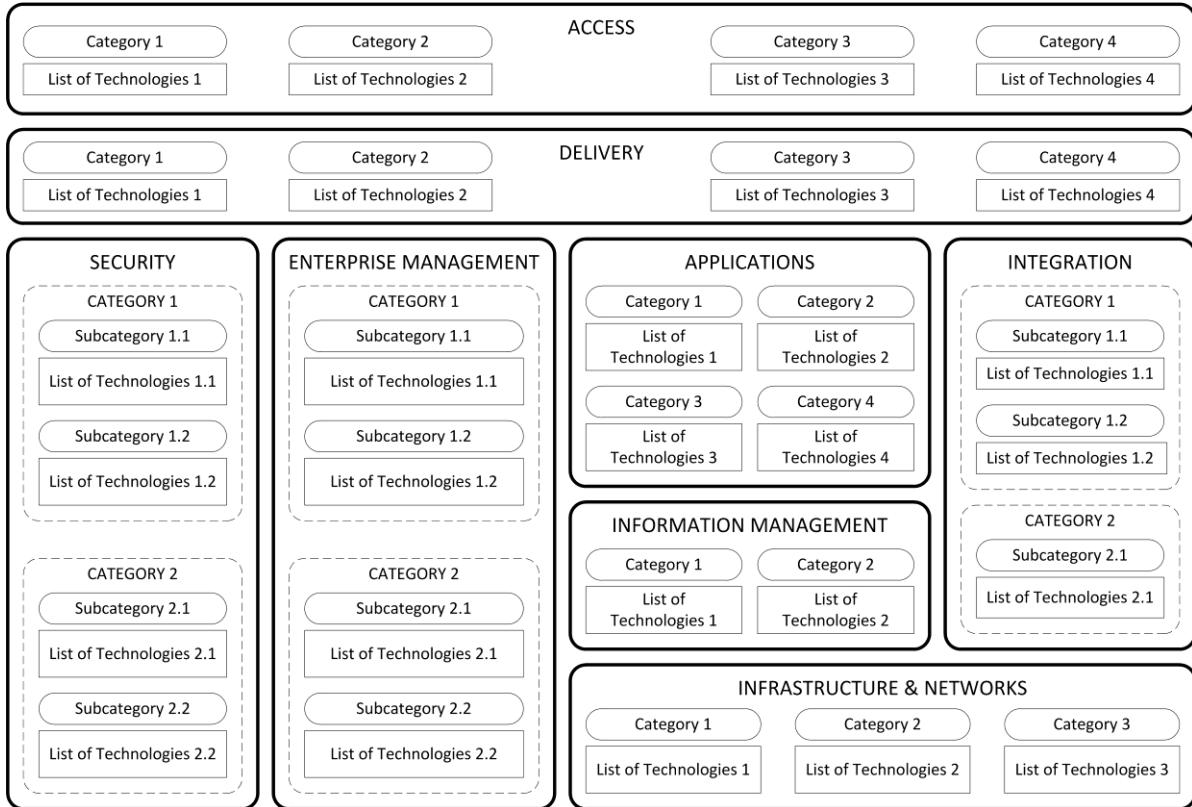 ACCESS
Category 1
Category 2
Category 3
Category 4
List of Technologies 1
List of Technologies 2
List of Technologies 3
List of Technologies 4
DELIVERY
Category 1
Category 2
Category 3
Category 4
List of Technologies 1
List of Technologies 2
List of Technologies 3
List of Technologies 4
SECURITY
CATEGORY 1
Subcategory 1.1
List of Technologies 1.1
Subcategory 1.2
List of Technologies 1.2
CATEGORY 2
Subcategory 2.1
List of Technologies 2.1
Subcategory 2.2
List of Technologies 2.2
ENTERPRISE MANAGEMENT
CATEGORY 1
Subcategory 1.1
List of Technologies 1.1
Subcategory 1.2
List of Technologies 1.2
CATEGORY 2
Subcategory 2.1
List of Technologies 2.1
Subcategory 2.2
List of Technologies 2.2
APPLICATIONS
Category 1
List of
Technologies 1
Category 2
List of
Technologies 2
Category 3
List of
Technologies 3
Category 4
List of
Technologies 4
INFORMATION MANAGEMENT
Category 1
List of
Technologies 1
Category 2
List of
Technologies 2
INTEGRATION
CATEGORY 1
Subcategory 1.1
List of Technologies 1.1
Subcategory 1.2
List of Technologies 1.2
CATEGORY 2
Subcategory 2.1
List of Technologies 2.1
INFRASTRUCTURE & NETWORKS
Category 1
List of Technologies 1
Category 2
List of Technologies 2
Category 3
List of Technologies 3